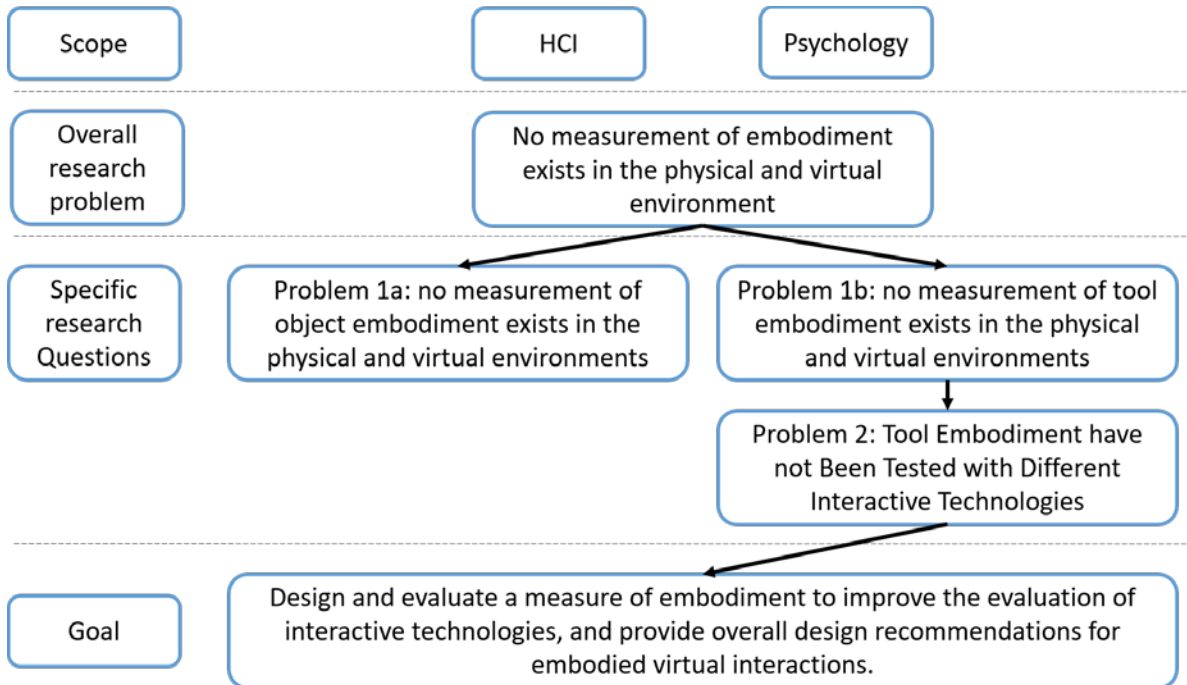 Scope
HCI
Psychology
Overall
research
problem
No measurement of embodiment
exists in the physical and virtual
environment
Specific
research
Questions
Problem 1a: no measurement of
object embodiment exists in the
physical and virtual environments
Problem 1b: no measurement of tool
embodiment exists in the physical
and virtual environments
Problem 2: Tool Embodiment have
not Been Tested with Different
Interactive Technologies
Goal
Design and evaluate a measure of embodiment to improve the evaluation of
interactive technologies, and provide overall design recommendations for
embodied virtual interactions.